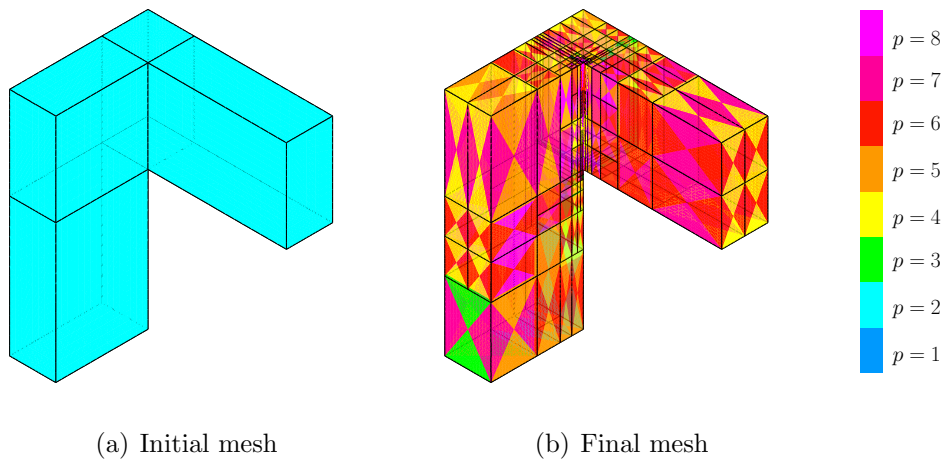 p = 8
p = 7
p = 6
p = 5
p = 4
p = 3
p = 2
p = 1
(a) Initial mesh
(b) Final mesh